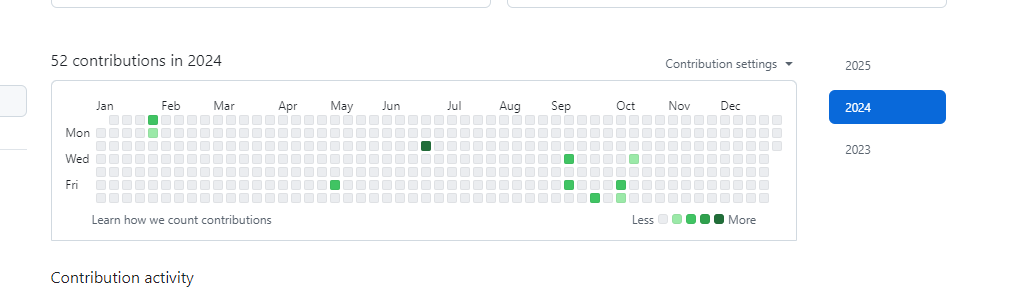 52 contributions in 2024
Contribution settings
2025
2024
2023
Jan Feb Mar Apr May Jun Jul Aug Sep Oct Nov Dec
Mon
Wed
Fri
Learn how we count contributions
Less More
Contribution activity